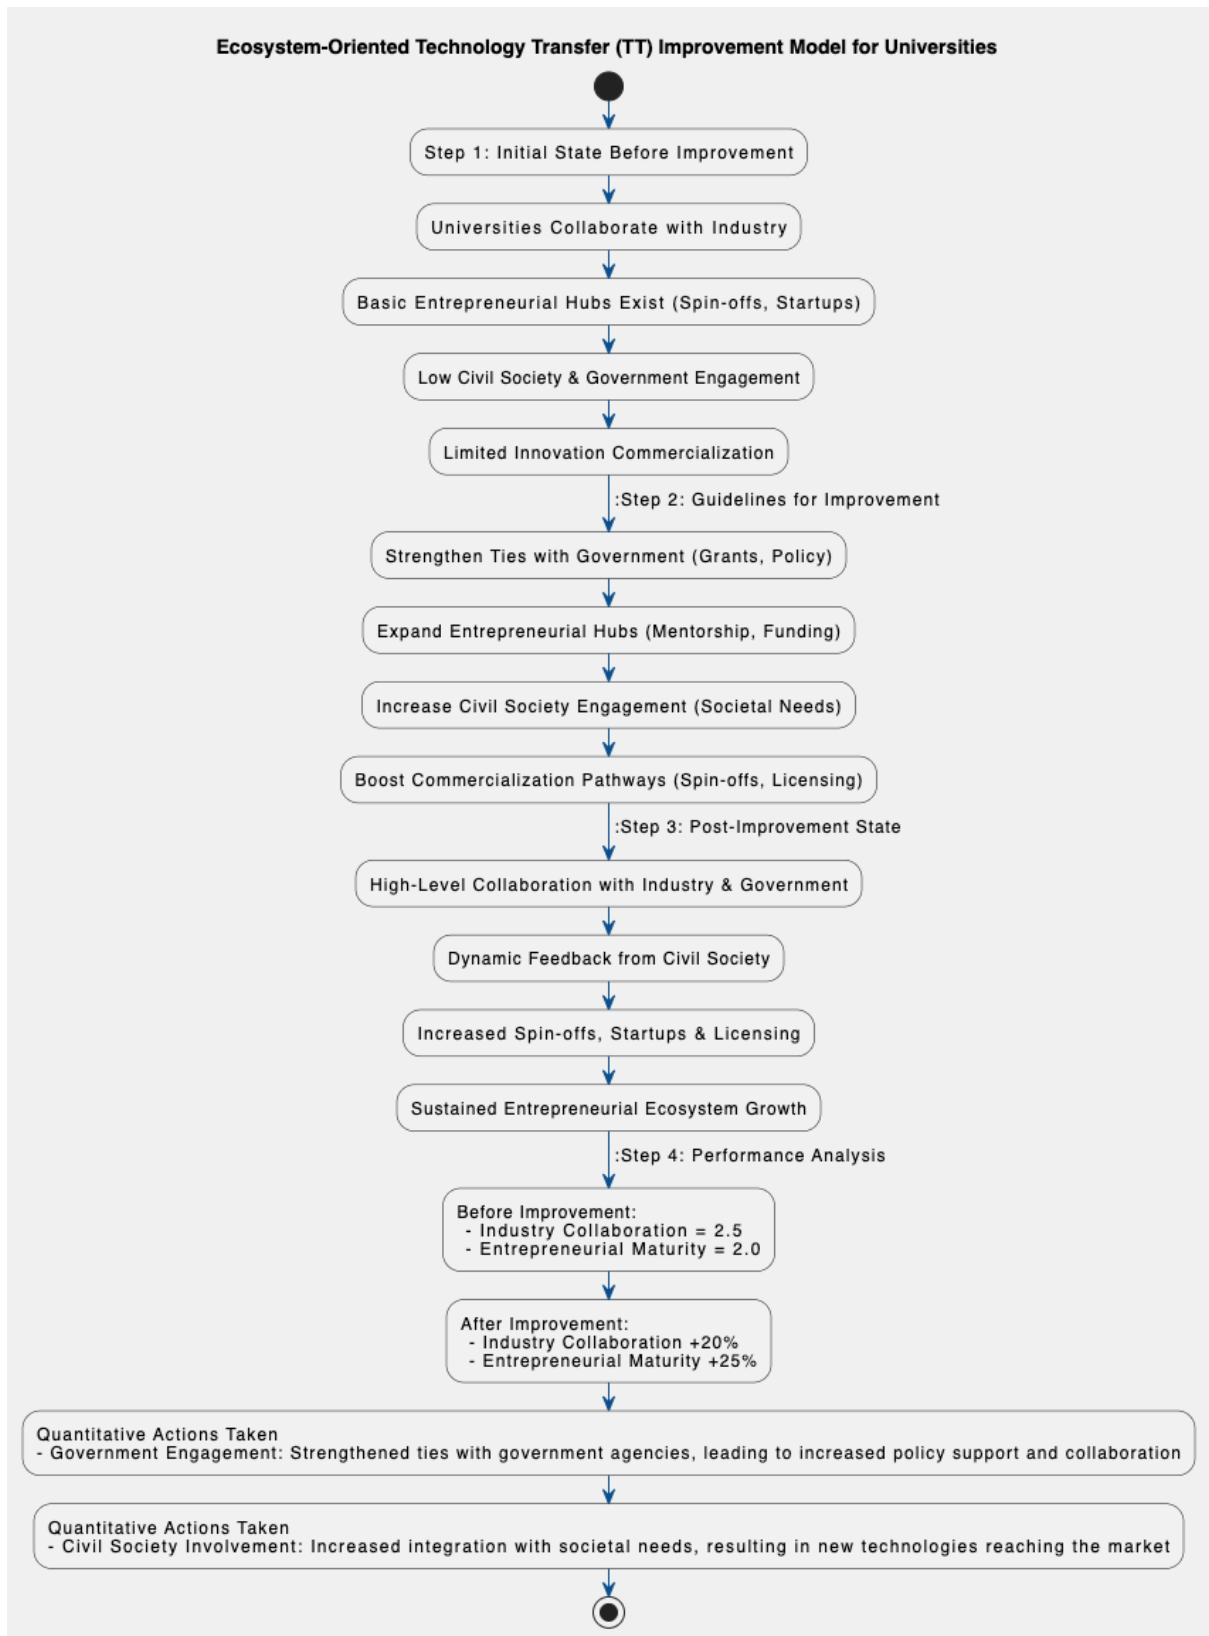 Ecosystem-Oriented Technology Transfer (TT) Improvement Model for Universities
Step 1: Initial State Before Improvement
Universities Collaborate with Industry
Basic Entrepreneurial Hubs Exist (Spin-offs, Startups)
Low Civil Society & Government Engagement
Limited Innovation Commercialization
:Step 2: Guidelines for Improvement
Strengthen Ties with Government (Grants, Policy)
Expand Entrepreneurial Hubs (Mentorship, Funding)
Increase Civil Society Engagement (Societal Needs)
Boost Commercialization Pathways (Spin-offs, Licensing)
:Step 3: Post-Improvement State
High-Level Collaboration with Industry & Government
Dynamic Feedback from Civil Society
Increased Spin-offs, Startups & Licensing
Sustained Entrepreneurial Ecosystem Growth
:Step 4: Performance Analysis
Before Improvement:
- Industry Collaboration = 2.5
- Entrepreneurial Maturity = 2.0
After Improvement:
- Industry Collaboration +20%
- Entrepreneurial Maturity +25%
Quantitative Actions Taken
- Government Engagement: Strengthened ties with government agencies, leading to increased policy support and collaboration
Quantitative Actions Taken
- Civil Society Involvement: Increased integration with societal needs, resulting in new technologies reaching the market